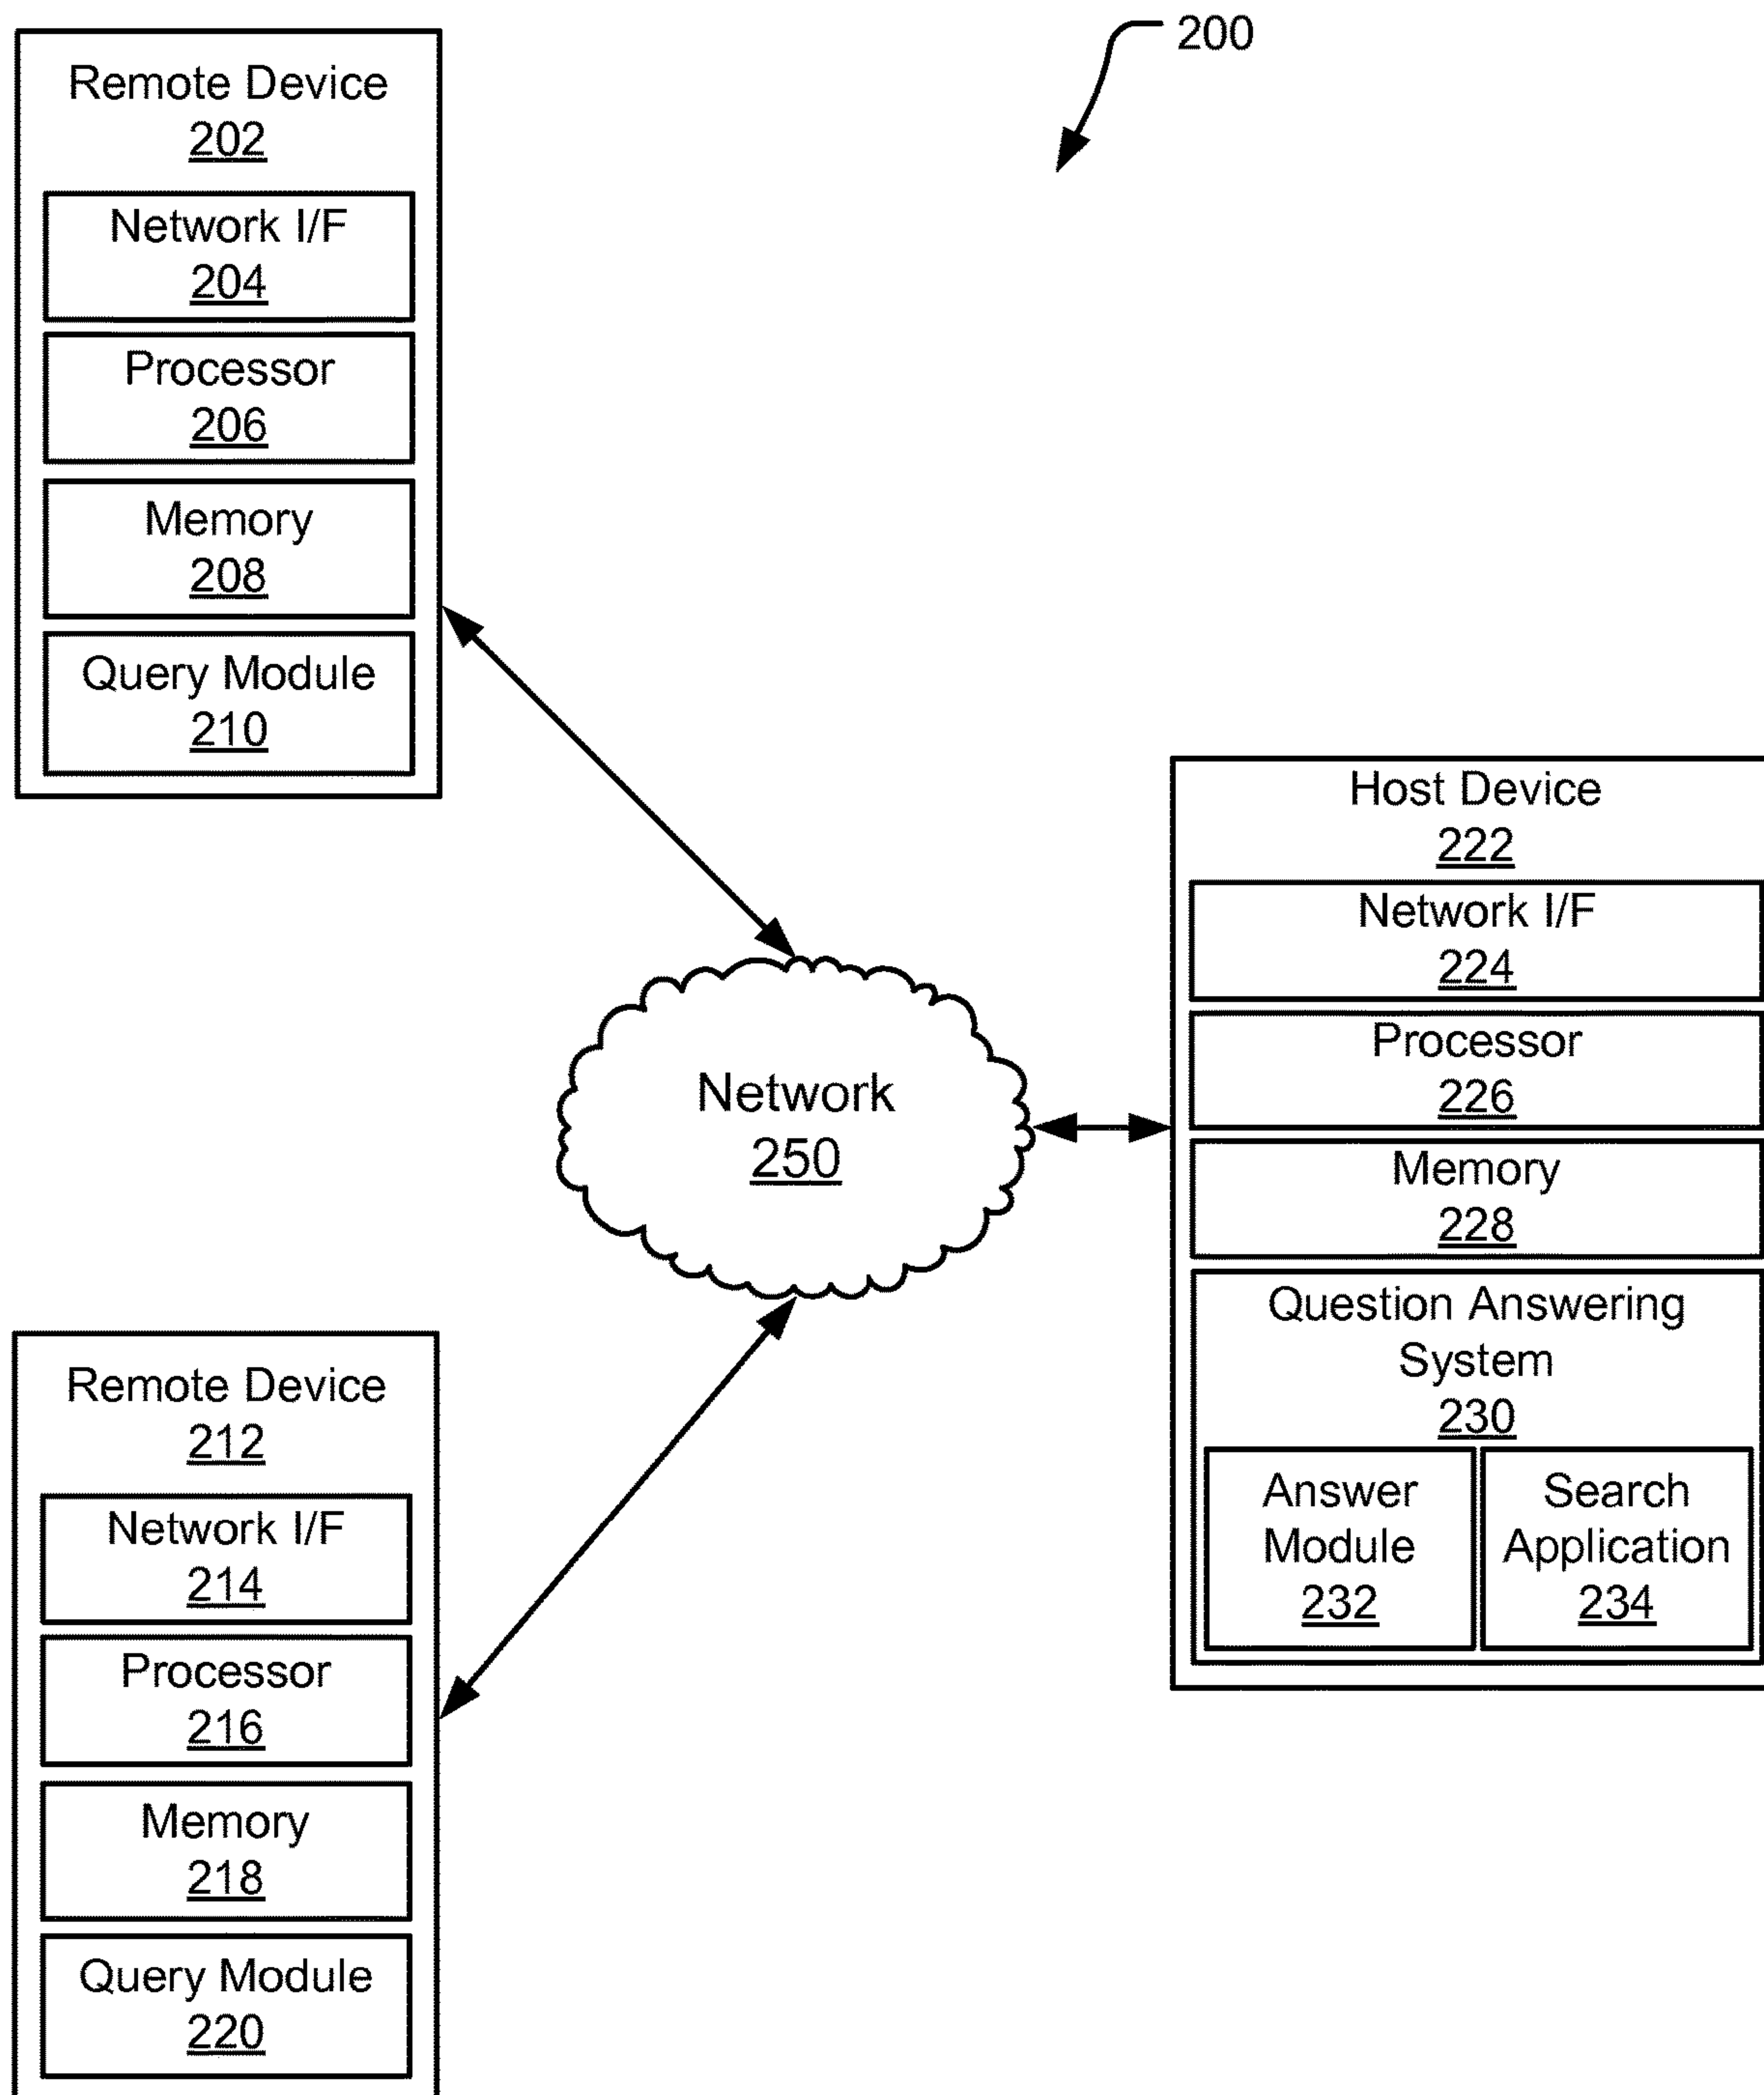 200
Remote Device
202
Network I/F
204
Processor
206
Memory
208
Query Module
210
Host Device
222
Network I/F
224
Processor
226
Memory
228
Question Answering
System
230
Answer
Module
232
Search
Application
234
Network
250
Remote Device
212
Network I/F
214
Processor
216
Memory
218
Query Module
220